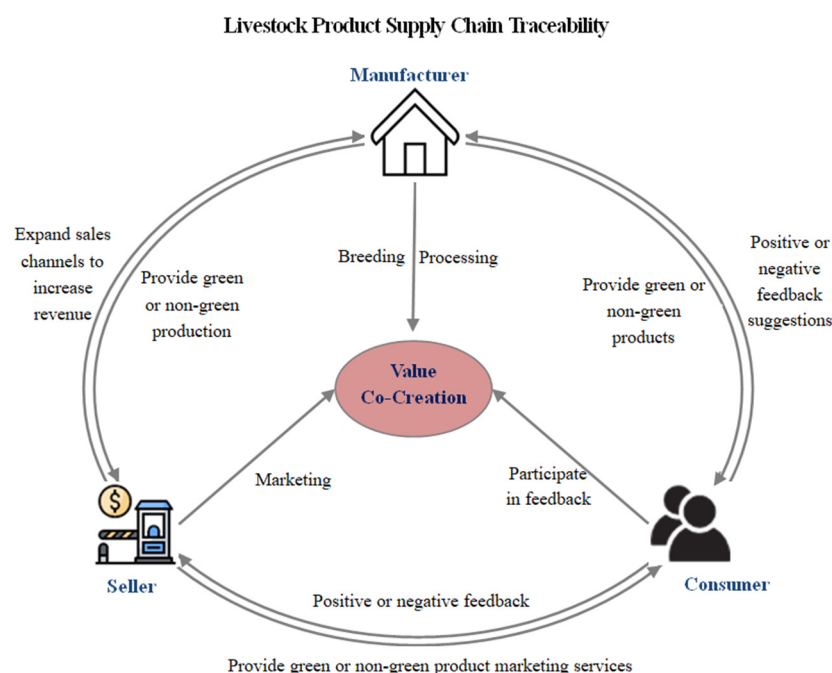 Livestock Product Supply Chain Traceability
Manufacturer
Expand sales
channels to
increase
revenue
Provide green
or non-green
production
Breeding
Processing
Provide green or
non-green
products
Positive or
negative
feedback
suggestions
Value
Co-Creation
Marketing
Participate
in feedback
$
Seller
Consumer
Positive or negative feedback
Provide green or non-green product marketing services